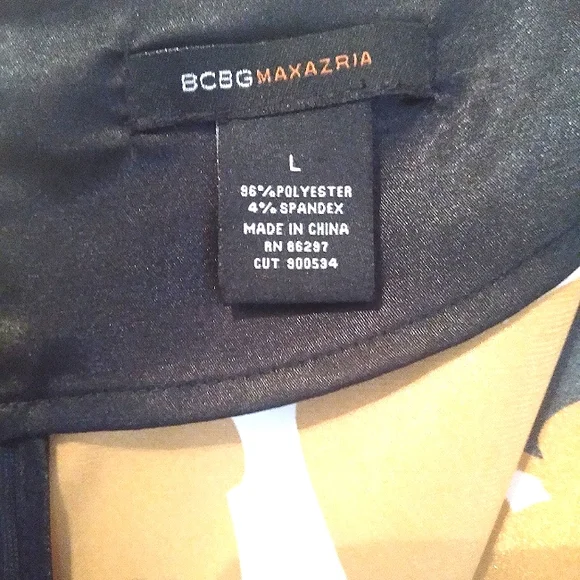 BCBGMAXAZRIA
L
96%POLYESTER
4% SPANDEX
MADE IN CHINA
RN 86297
CUT 900534